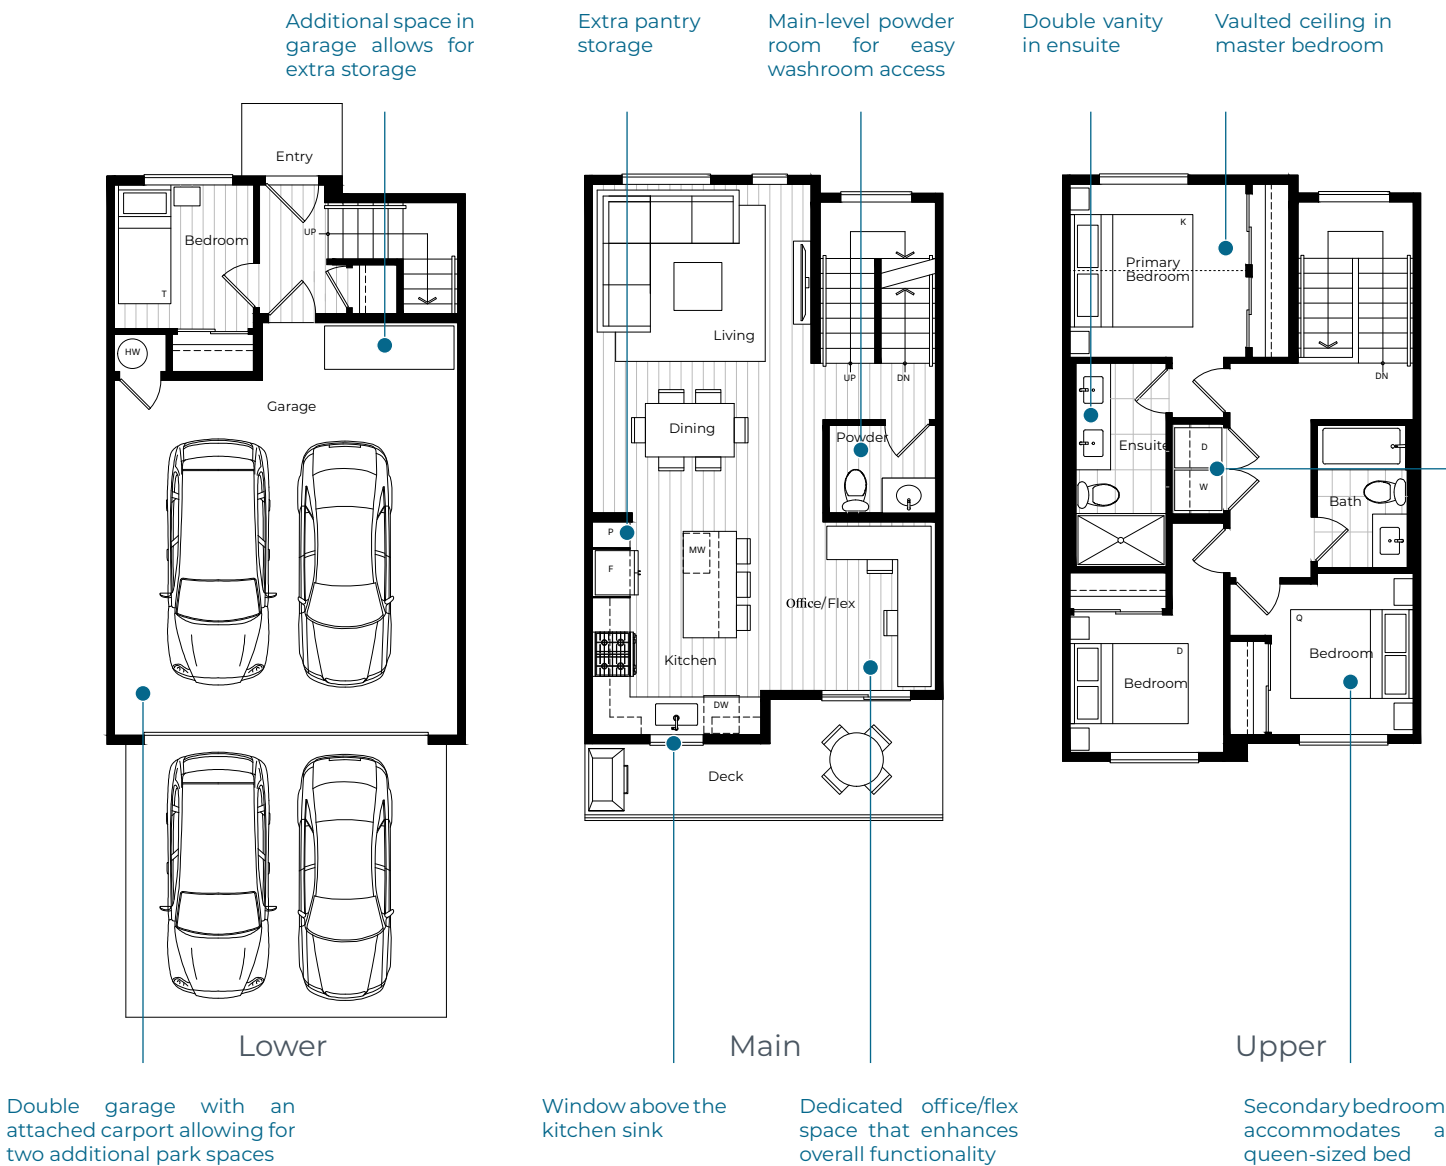 Additional space in
garage allows for
extra storage
Extra pantry
storage
Main-level powder
room for easy
washroom access
Double vanity
in ensuite
Vaulted ceiling in
master bedroom
Entry
Bedroom
UP
T
HW
Garage
Lower
Living
UP
DN
Dining
Powder
P
MW
F
Office/Flex
Kitchen
DW
Deck
Main
K
Primary
Bedroom
DN
Ensuite
D
W
Bath
Q
D
Bedroom
Bedroom
Upper
Double garage with an
attached carport allowing for
two additional park spaces
Window above the
kitchen sink
Dedicated office/flex
space that enhances
overall functionality
Secondary bedroom
accommodates a
queen-sized bed